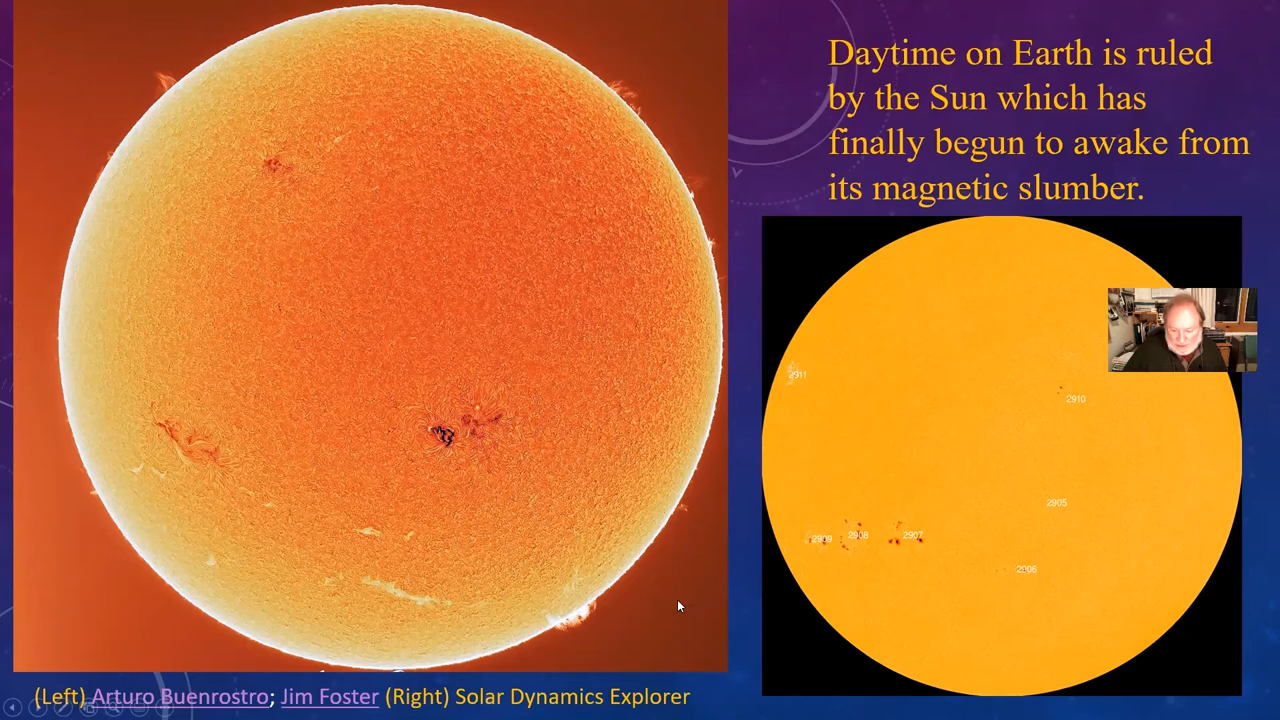 Daytime on Earth is ruled
by the Sun which has
finally begun to awake from
its magnetic slumber.
2911
2910
2905
2909
2908
2907
2906
(Left) Arturo Buenrostro; Jim Foster (Right) Solar Dynamics Explorer